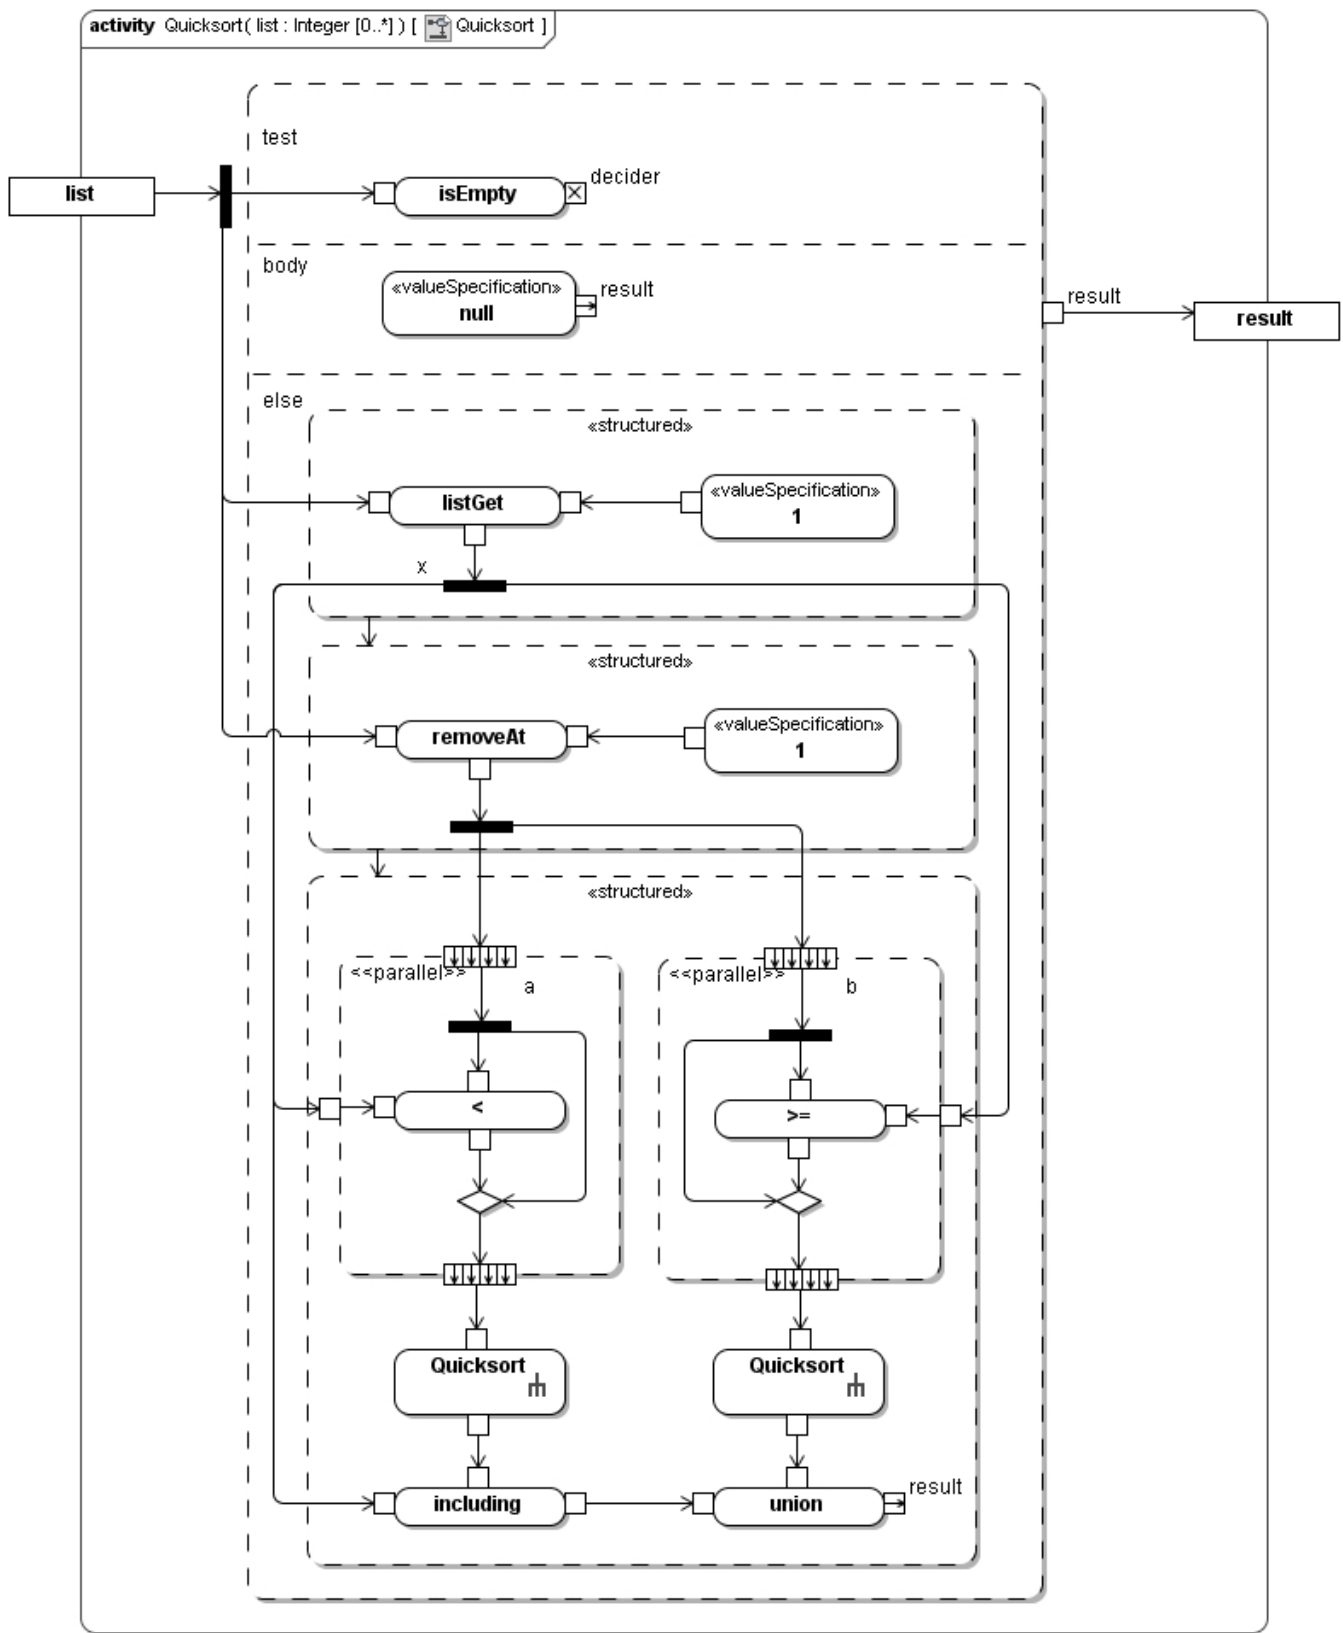 activity Quicksort( list : Integer [0..*] ) [ Quicksort ]
test
list
isEmpty
decider
body
«valueSpecification»
null
result
result
result
else
«structured»
listGet
«valueSpecification»
1
x
«structured»
removeAt
«valueSpecification»
1
«structured»
<<parallel>>
a
<<parallel>>
b
<
>=
Quicksort
Quicksort
including
union
result